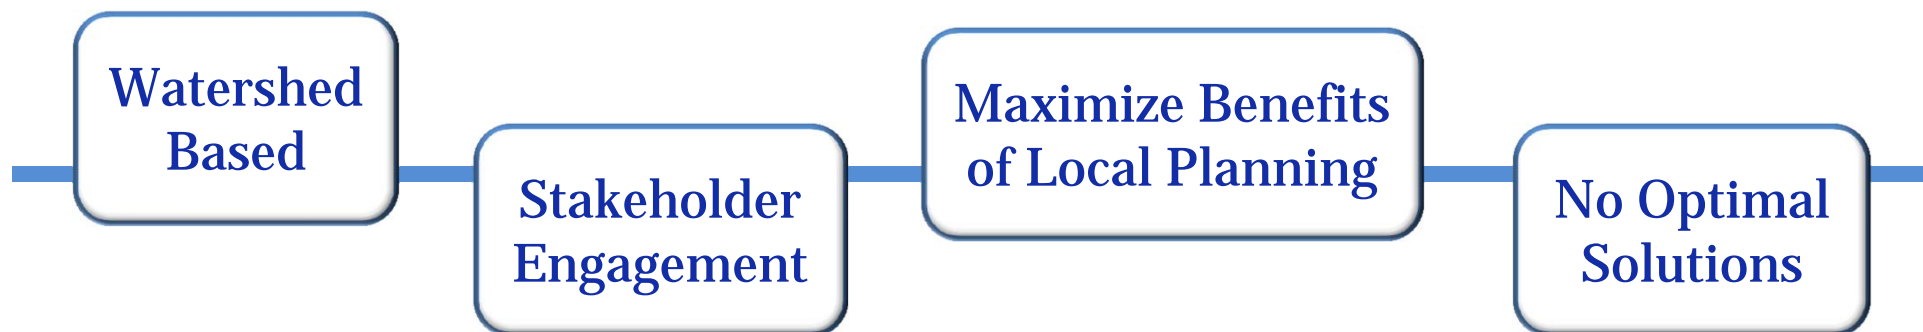 Watershed
Based
Stakeholder
Engagement
Maximize Benefits
of Local Planning
No Optimal
Solutions